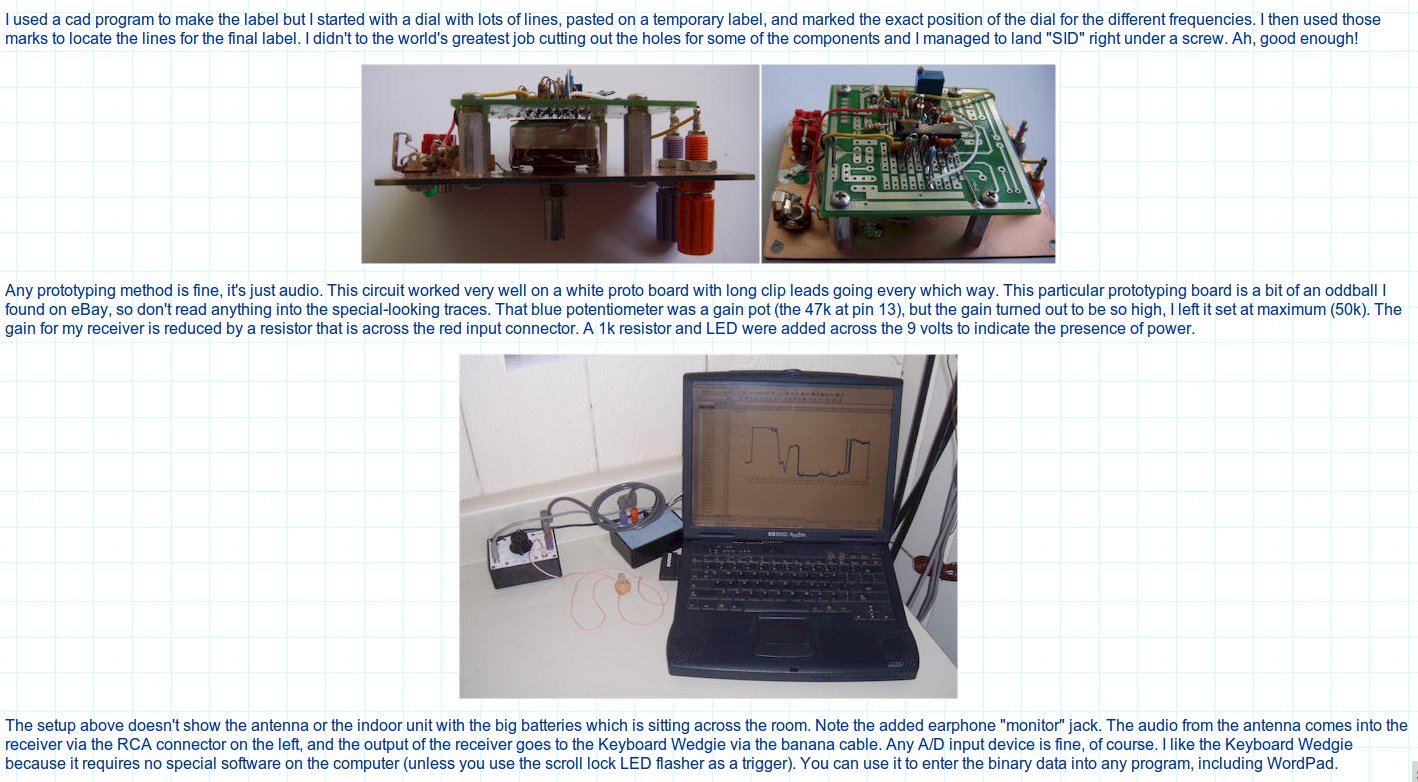 I used a cad program to make the label but I started with a dial with lots of lines, pasted on a temporary label, and marked the exact position of the dial for the different frequencies. I then used those
marks to locate the lines for the final label. I didn't to the world's greatest job cutting out the holes for some of the components and I managed to land "SID" right under a screw. Ah, good enough!
Any prototyping method is fine, it's just audio. This circuit worked very well on a white proto board with long clip leads going every which way. This particular prototyping board is a bit of an oddball I
found on eBay, so don't read anything into the special-looking traces. That blue potentiometer was a gain pot (the 47k at pin 13), but the gain turned out to be so high, I left it set at maximum (50k). The
gain for my receiver is reduced by a resistor that is across the red input connector. A 1k resistor and LED were added across the 9 volts to indicate the presence of power.
The setup above doesn't show the antenna or the indoor unit with the big batteries which is sitting across the room. Note the added earphone "monitor" jack. The audio from the antenna comes into the
receiver via the RCA connector on the left, and the output of the receiver goes to the Keyboard Wedgie via the banana cable. Any A/D input device is fine, of course. I like the Keyboard Wedgie
because it requires no special software on the computer (unless you use the scroll lock LED flasher as a trigger). You can use it to enter the binary data into any program, including WordPad.